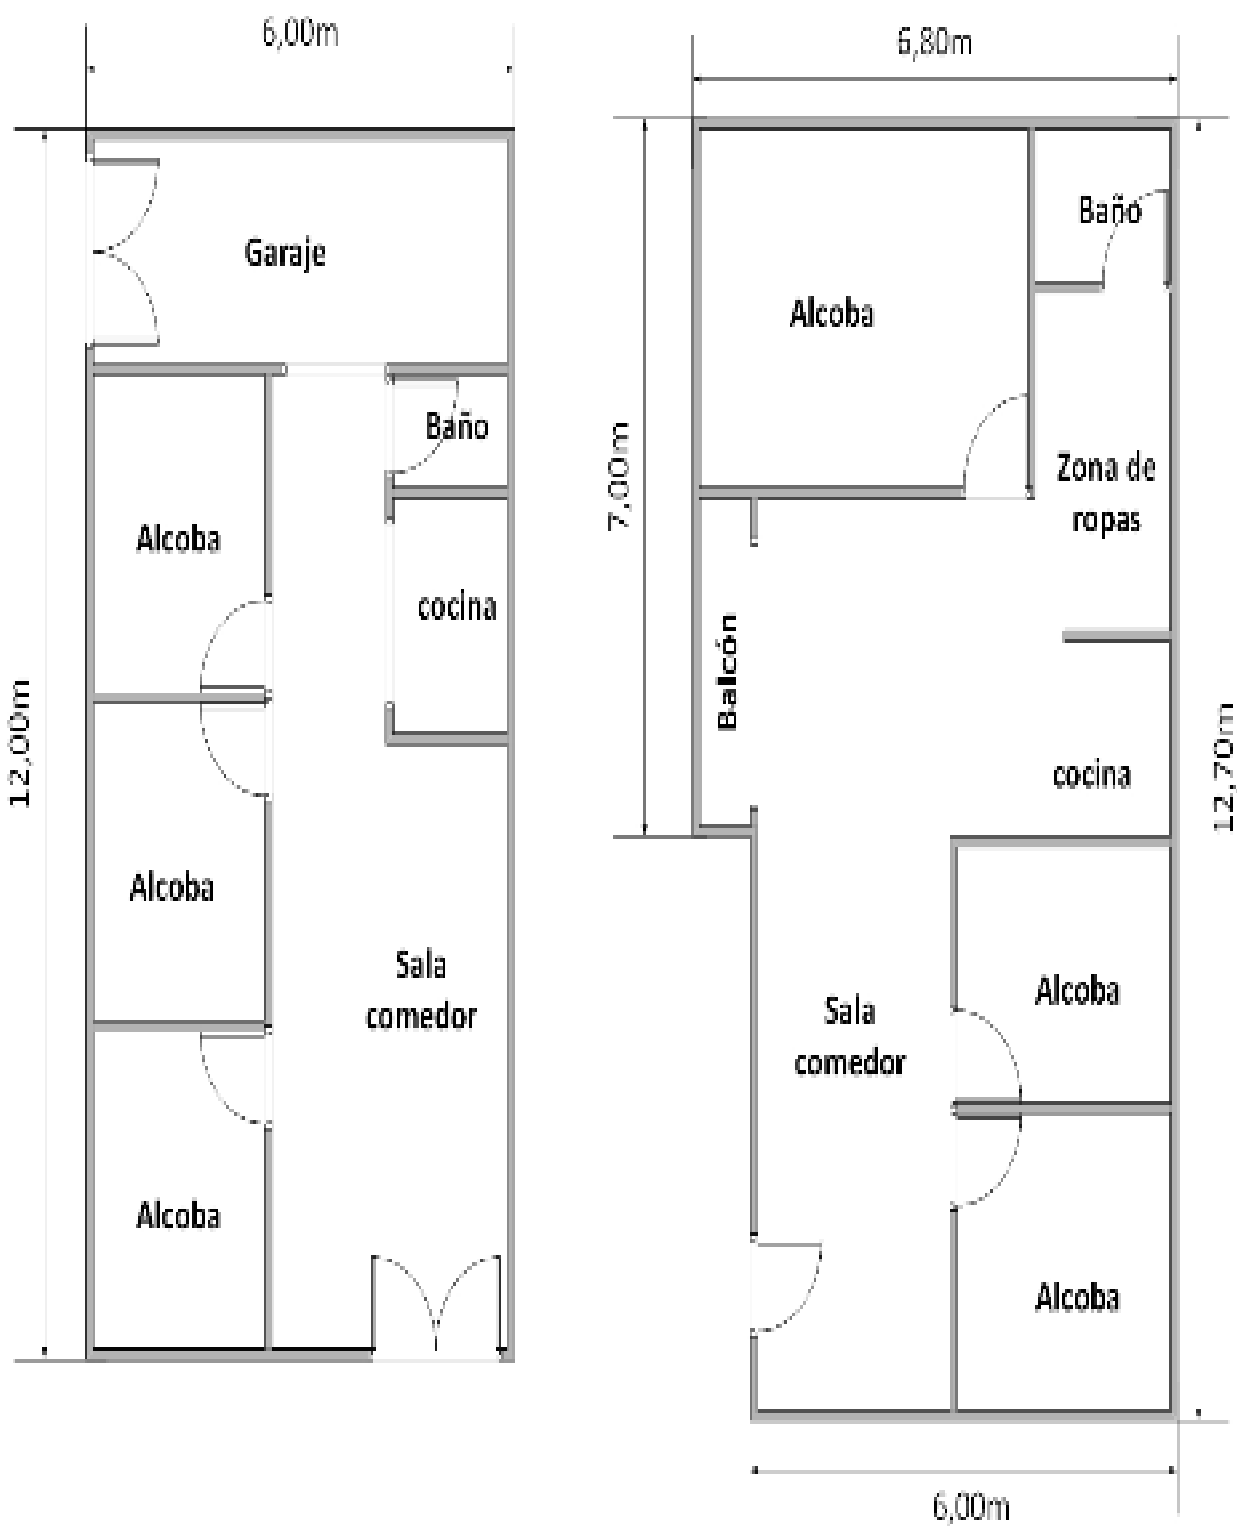 6,00m
Garaje
Baño
Alcoba
cocina
12,00m
Alcoba
Sala
comedor
Alcoba
6,80m
Baño
Alcoba
7,00m
Zona de
ropas
Balcón
12,70m
cocina
Alcoba
Sala
comedor
Alcoba
6,00m